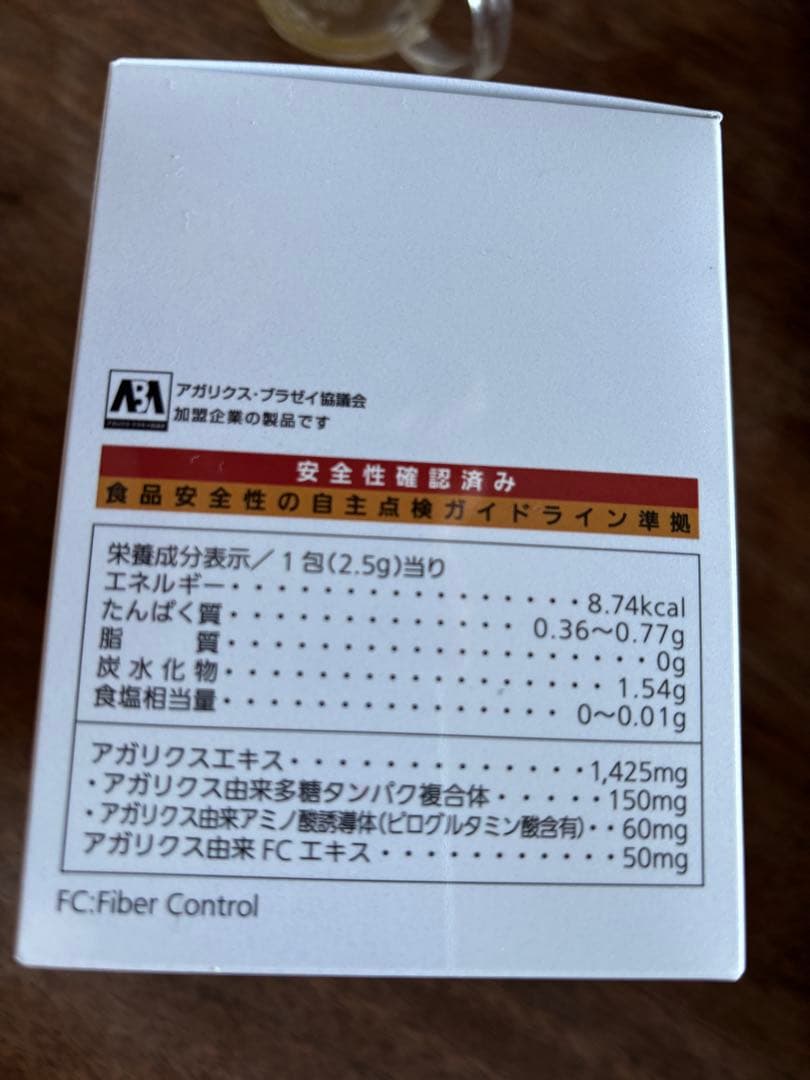 ABA
アガリクス・ブラゼイ協議会
加盟企業の製品です
安全性確認済み
食品安全性の自主点検ガイドライン準拠
栄養成分表示／1包(2.5g)当り
エネルギー・・・・・・・・・・・・・・・・8.74kcal
たんぱく質・・・・・・・・・・・・・ 0.36～0.77g
脂　　質・・・・・・・・・・・・・・・・・・・0g
炭水化物・・・・・・・・・・・・・・・・・1.54g
食塩相当量・・・・・・・・・・・・・・・ 0～0.01g
アガリクスエキス・・・・・・・・・・・・・1,425mg
・アガリクス由来多糖タンパク複合体・・・・・150mg
・アガリクス由来アミノ酸誘導体(ピログルタミン酸含有)・・60mg
アガリクス由来FCエキス・・・・・・・・・・・50mg
FC:Fiber Control